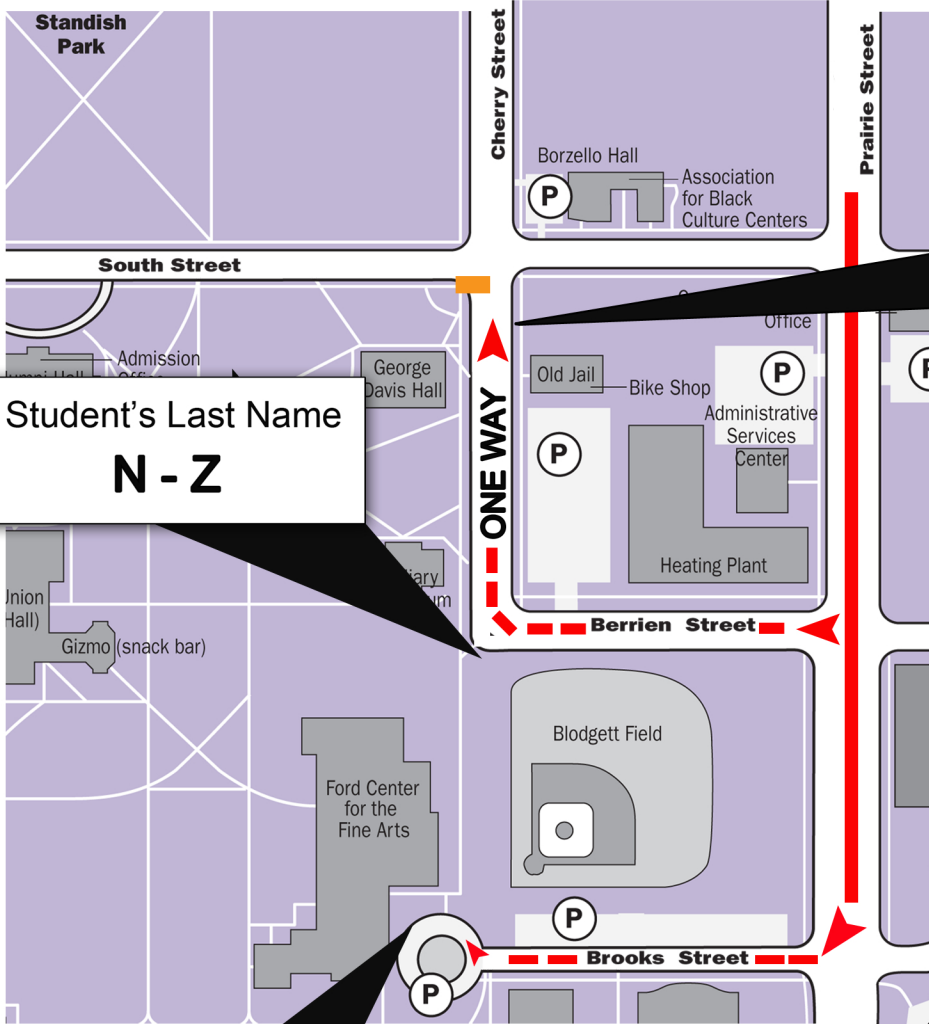 Standish
Park
Cherry Street
Prairie Street
Borzello Hall
P
Association
for Black
Culture Centers
South Street
Office
Admission
George
Davis Hall
Old Jail
Bike Shop
P
Administrative
Services
Center
P
ONE WAY
Student's Last Name
N - Z
Heating Plant
Hall)
Gizmo (snack bar)
Berrien Street
Blodgett Field
Ford Center
for the
Fine Arts
P
Brooks Street
P